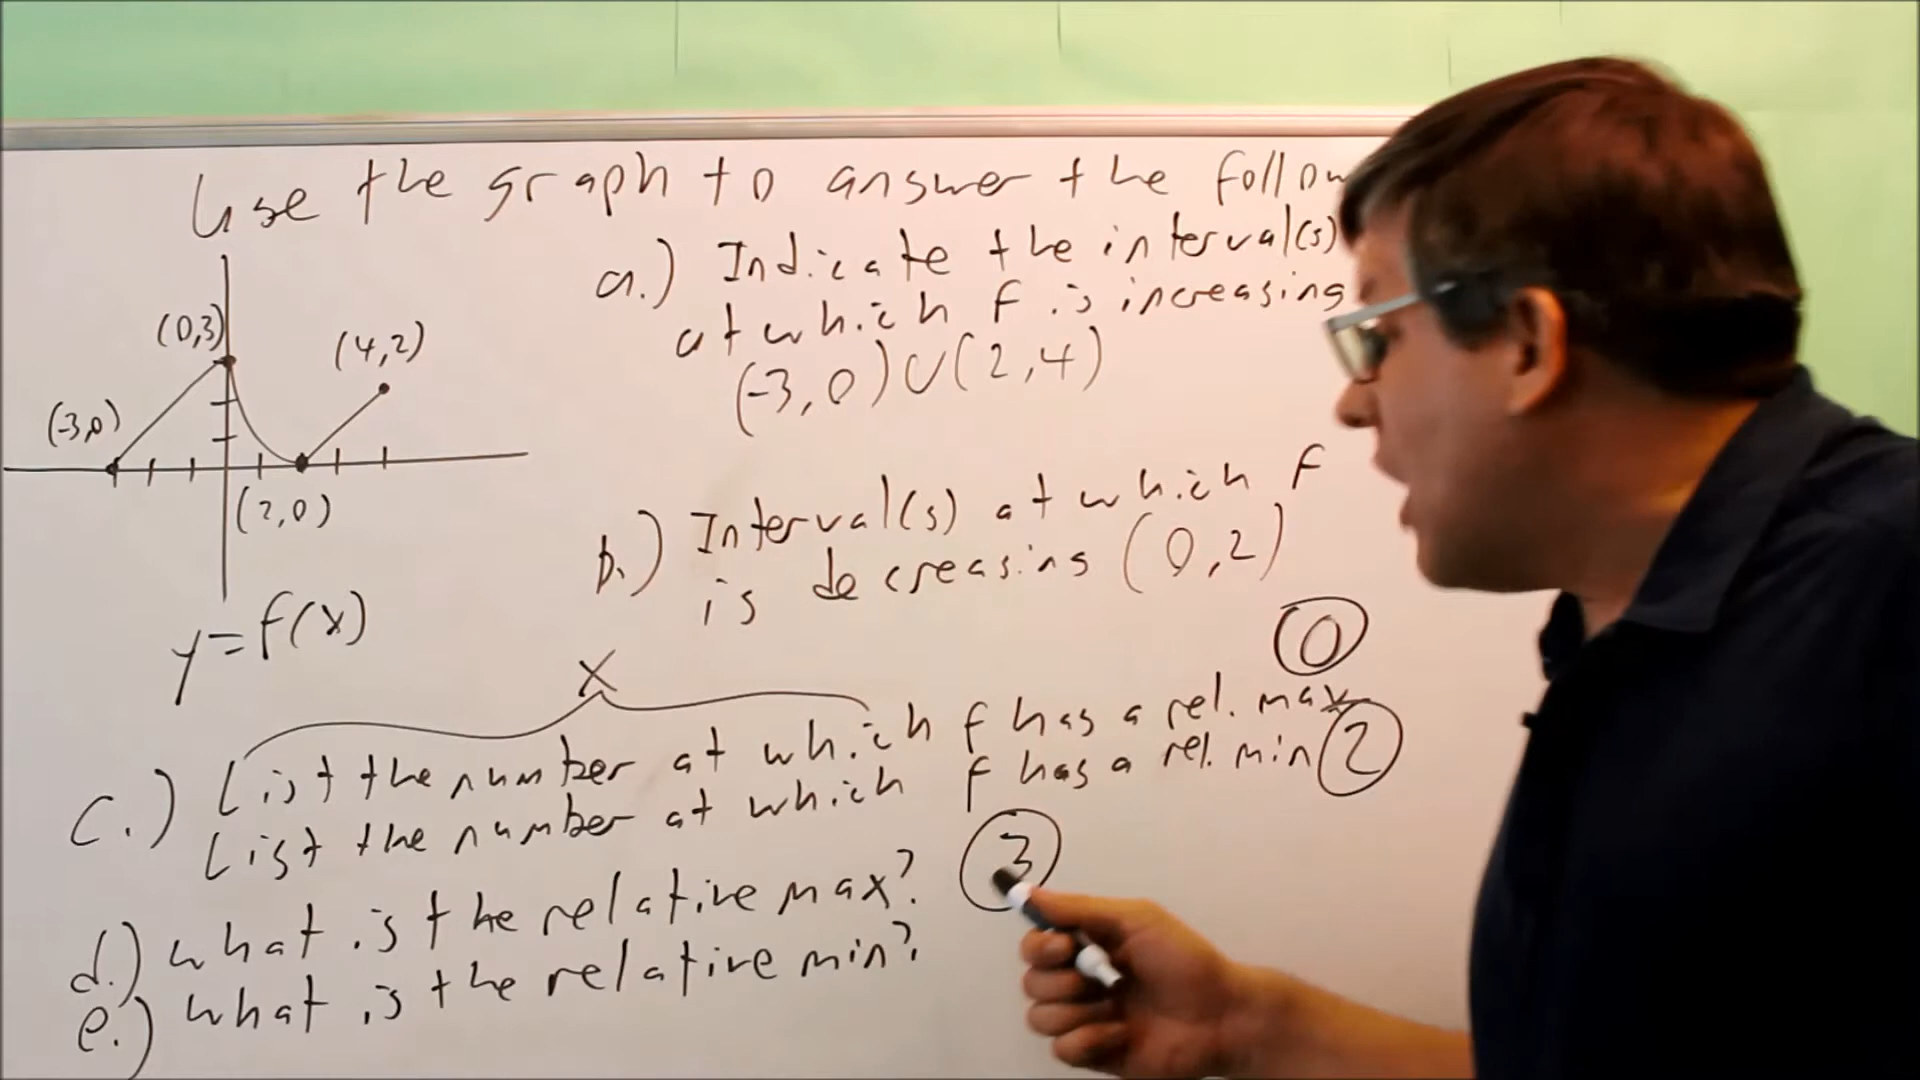 Use the graph to answer the follow
a.) Indicate the interval(s)
at which f is increasing
(-3,0)∪(2,4)
(0,3)
(4,2)
(-3,0)
(2,0)
y=f(x)
b.) Interval(s) at which f
is decreasing (0,2)
0
x
c.) List the number at which f has a rel. max
List the number at which f has a rel. min 2
d.) what is the relative max? 3
e.) what is the relative min?